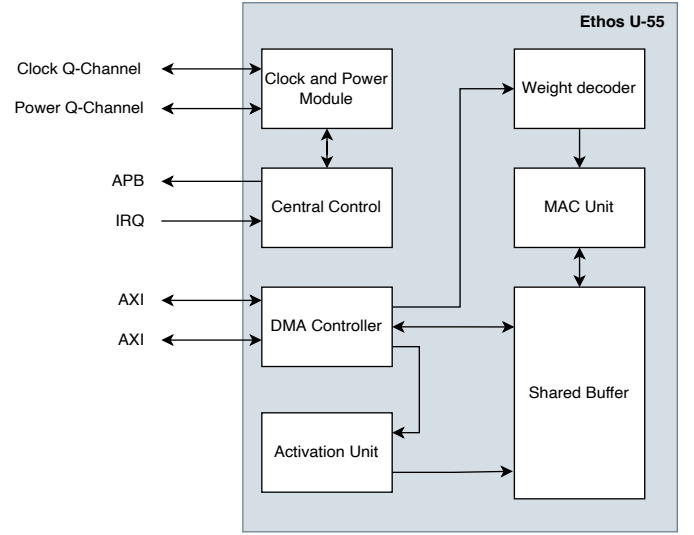 Ethos U-55
Clock Q-Channel
Power Q-Channel
Clock and Power
Module
Weight decoder
APB
IRQ
Central Control
MAC Unit
AXI
AXI
DMA Controller
Shared Buffer
Activation Unit